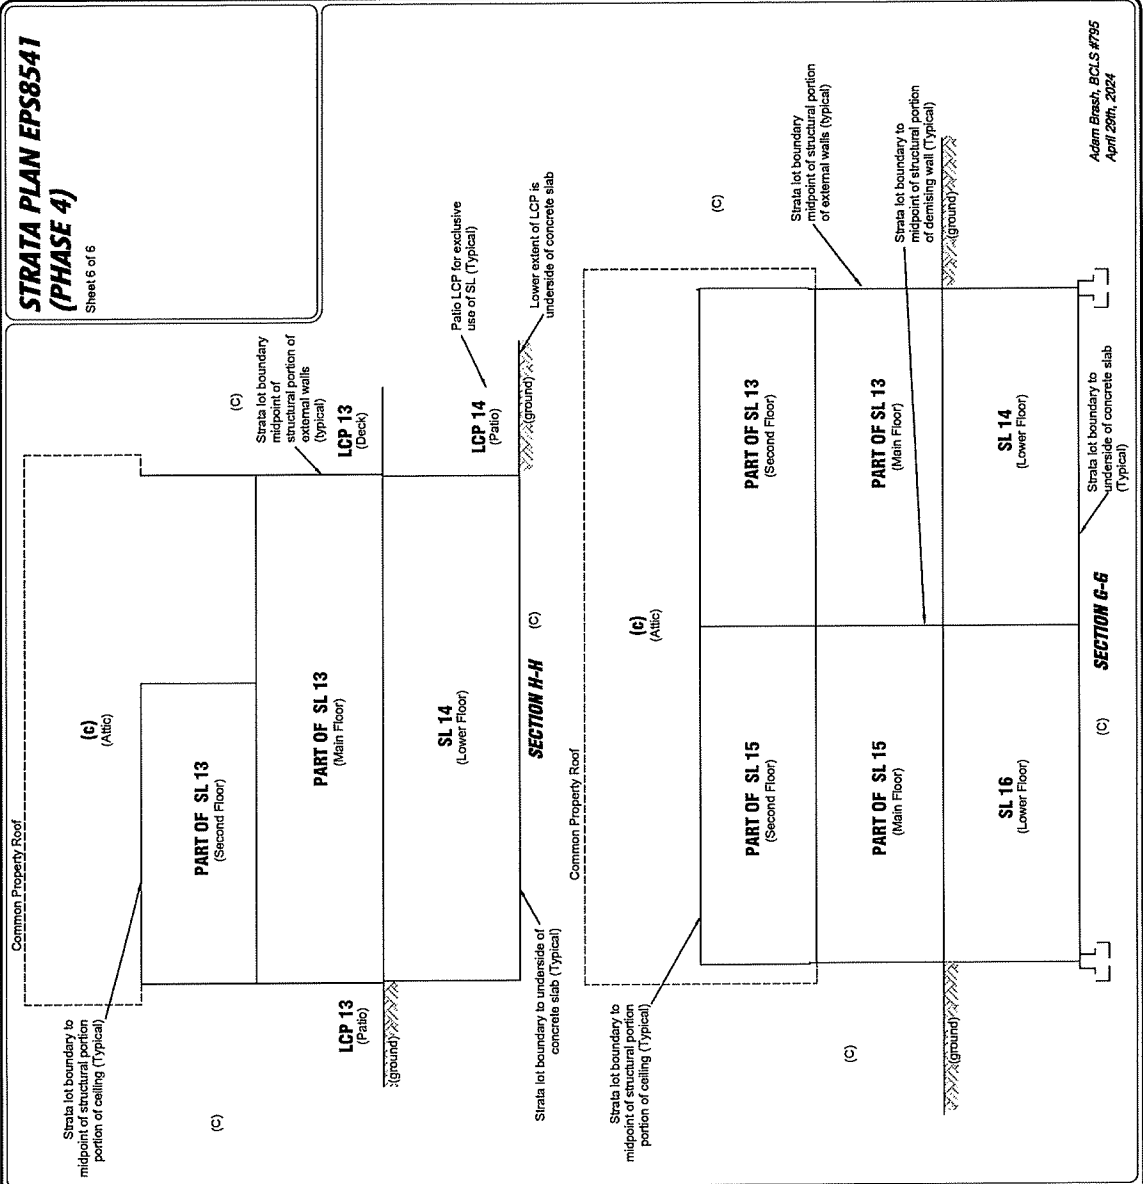 STRATA PLAN EPS8541
(PHASE 4)
Sheet 6 of 6
Common Property Roof
(c)
(Attic)
Strata lot boundary to
midpoint of structural portion
portion of ceiling (Typical)
(C)
PART OF SL 13
(Second Floor)
(C)
Strata lot boundary
midpoint of
structural portion of
external walls
(typical)
PART OF SL 13
(Main Floor)
LCP 13
(Patio)
LCP 13
(Deck)
(ground)
SL 14
(Lower Floor)
Patio LCP for exclusive
use of SL (Typical)
LCP 14
(Patio)
(ground)
Lower extent of LCP is
underside of concrete slab
Strata lot boundary to underside of
concrete slab (Typical)
SECTION H-H
(C)
Common Property Roof
(c)
(Attic)
Strata lot boundary to
midpoint of structural portion
portion of ceiling (Typical)
(C)
PART OF SL 15
(Second Floor)
PART OF SL 13
(Second Floor)
(C)
Strata lot boundary
midpoint of structural portion
of external walls (typical)
PART OF SL 15
(Main Floor)
PART OF SL 13
(Main Floor)
Strata lot boundary to
midpoint of structural portion
of demising wall (Typical)
(ground)
(ground)
SL 16
(Lower Floor)
SL 14
(Lower Floor)
Strata lot boundary to
underside of concrete slab
(Typical)
(C)
SECTION G-G
Adam Brash, BCLS #795
April 29th, 2024